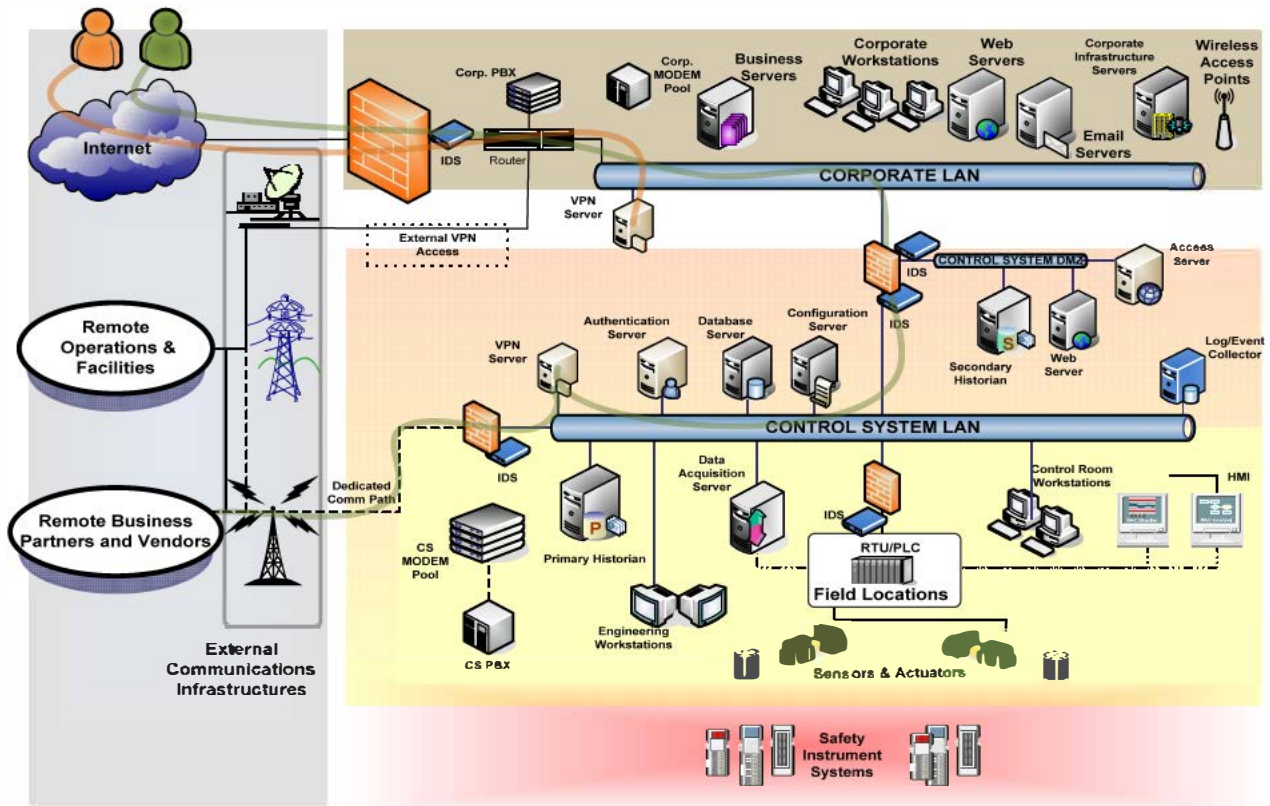 Internet
Corp. PBX
IDS
Router
Corp.
MODEM
Pool
Business
Servers
Corporate
Workstations
Web
Servers
Email
Servers
Corporate
Infrastructure
Servers
Wireless
Access
Points
CORPORATE LAN
VPN
Server
External VPN
Access
IDS
CONTROL SYSTEM DMZ
Access
Server
IDS
Secondary
Historian
Web
Server
Log/Event
Collector
Remote
Operations &
Facilities
VPN
Server
Authentication
Server
Database
Server
Configuration
Server
CONTROL SYSTEM LAN
IDS
Dedicated
Comm Path
Remote Business
Partners and Vendors
External
Communications
Infrastructures
CS
MODEM
Pool
CS PBX
P
S
Primary Historian
Engineering
Workstations
Data
Acquisition
Server
IDS
RTU/PLC
Field Locations
Control Room
Workstations
HMI
Sensors & Actuators
Safety
Instrument
Systems